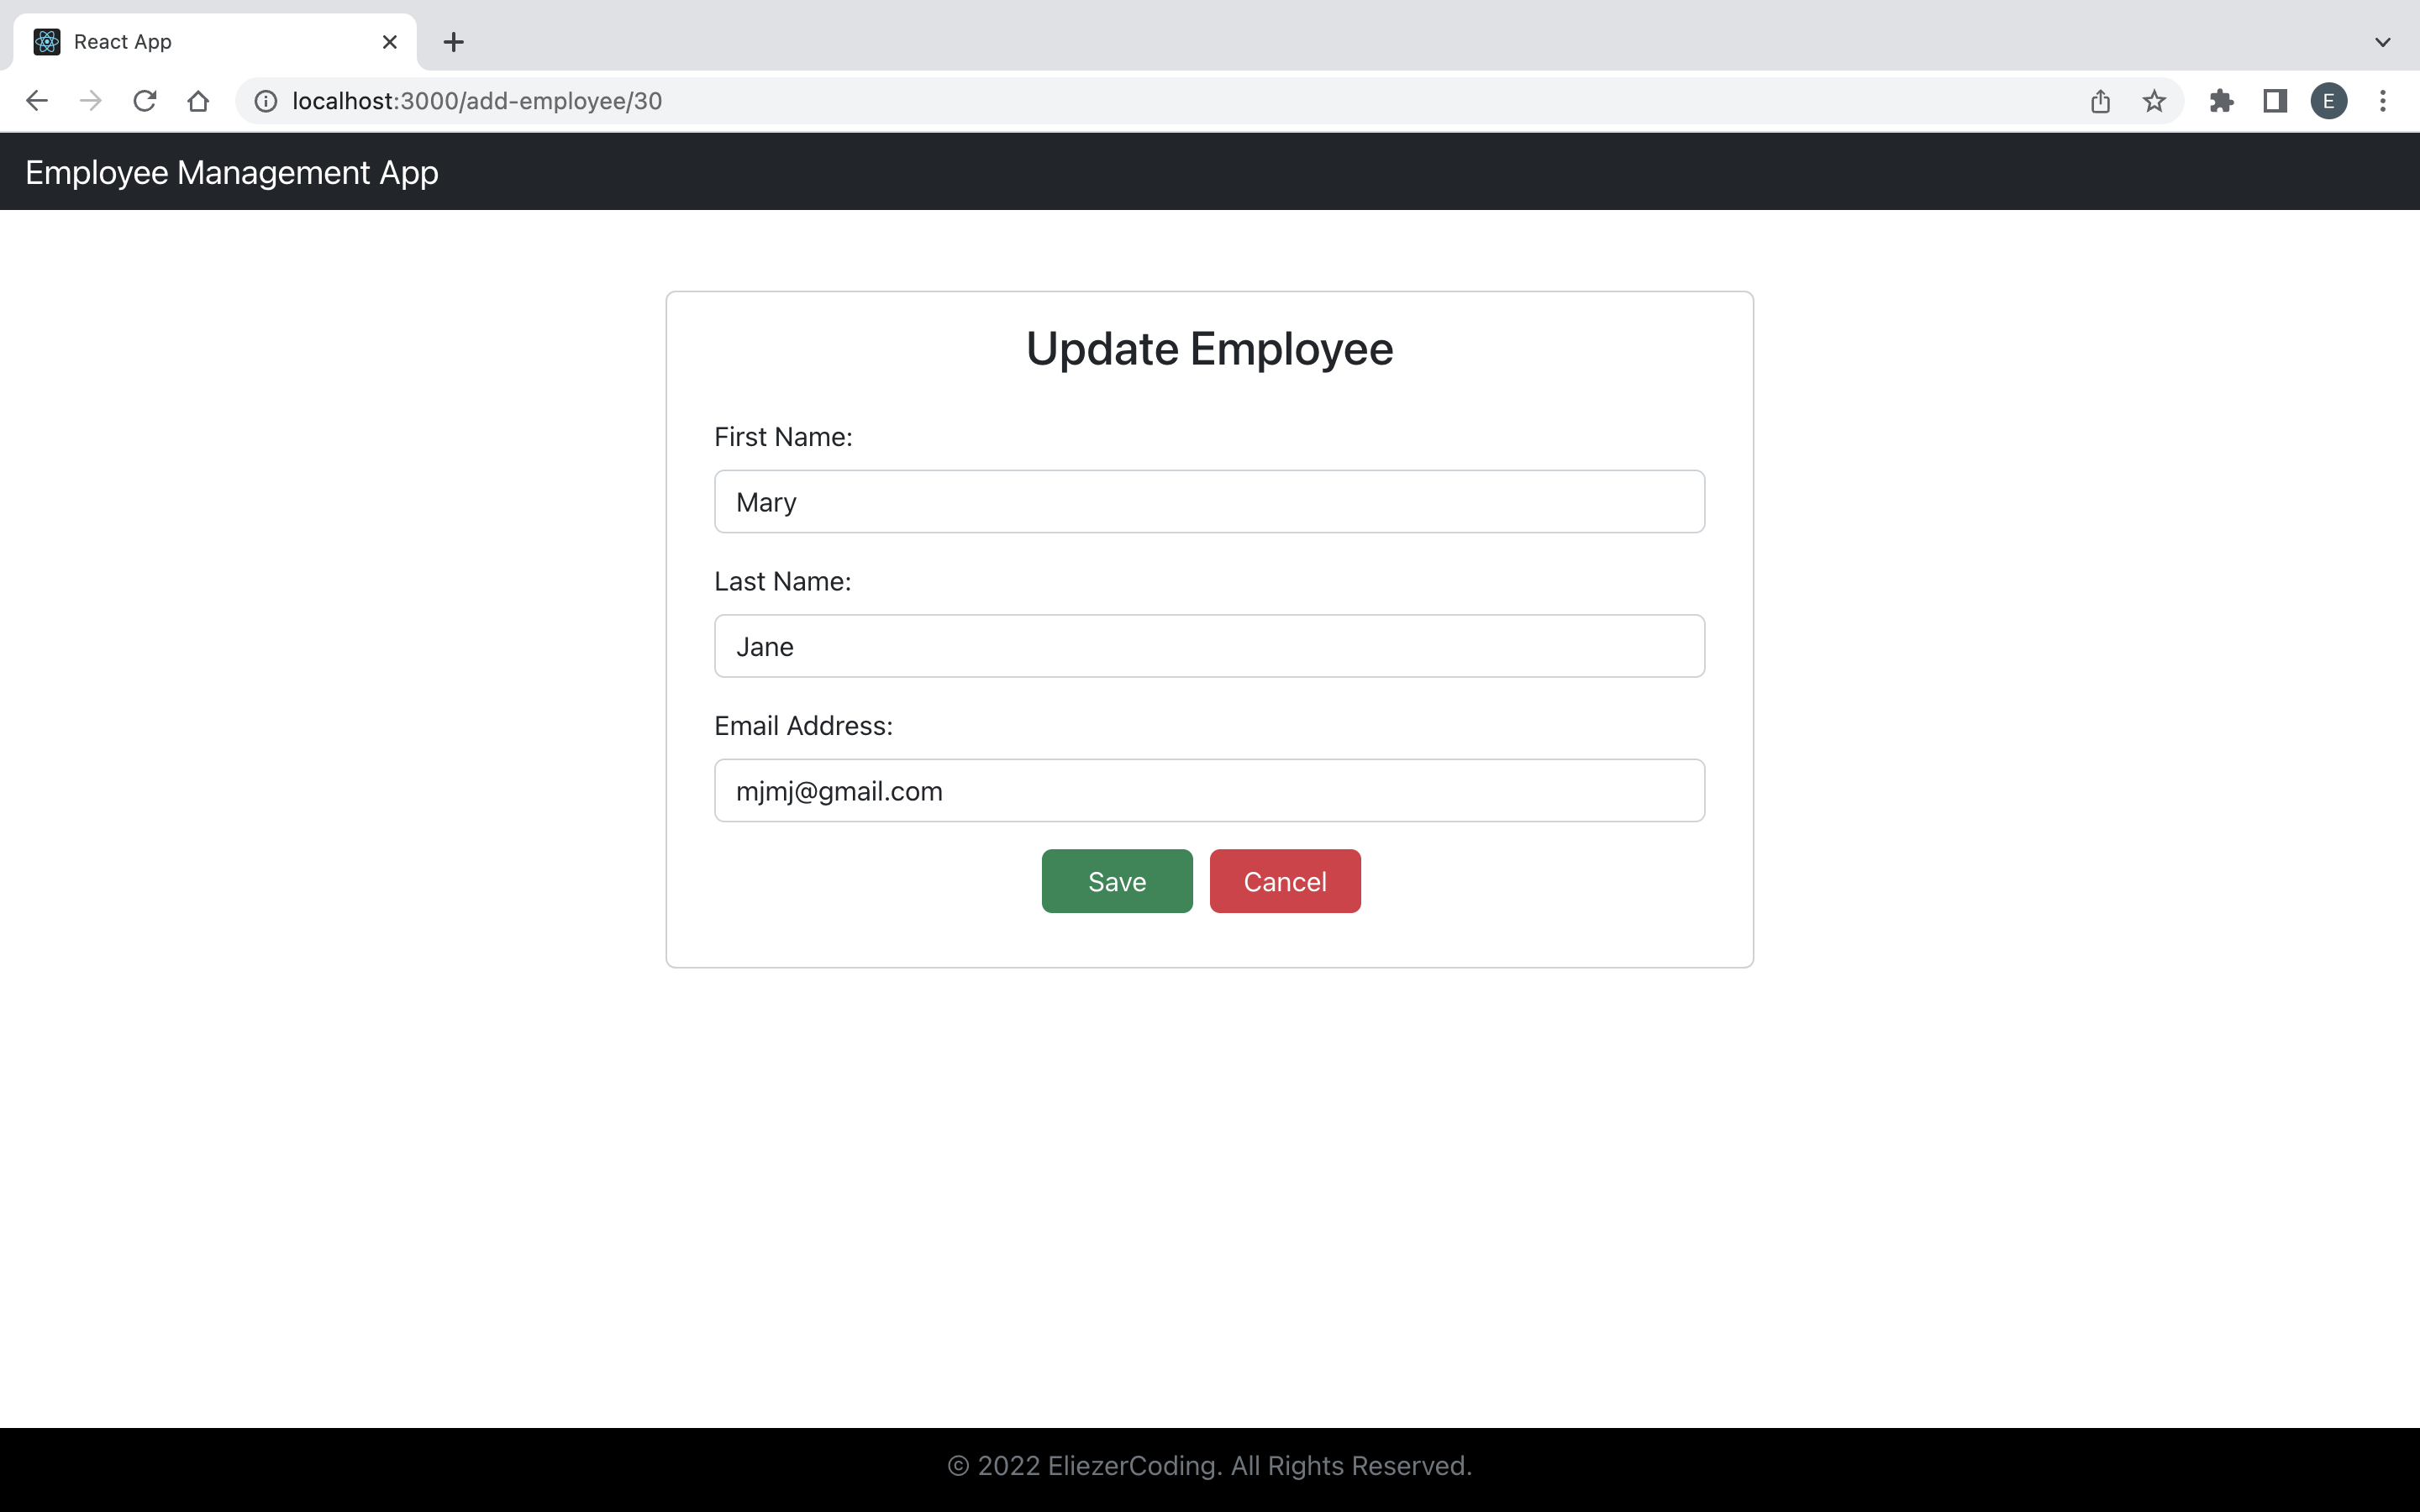 React App
localhost:3000/add-employee/30
E
Employee Management App
Update Employee
First Name:
Mary
Last Name:
Jane
Email Address:
mjmj@gmail.com
Save Cancel
© 2022 EliezerCoding. All Rights Reserved.